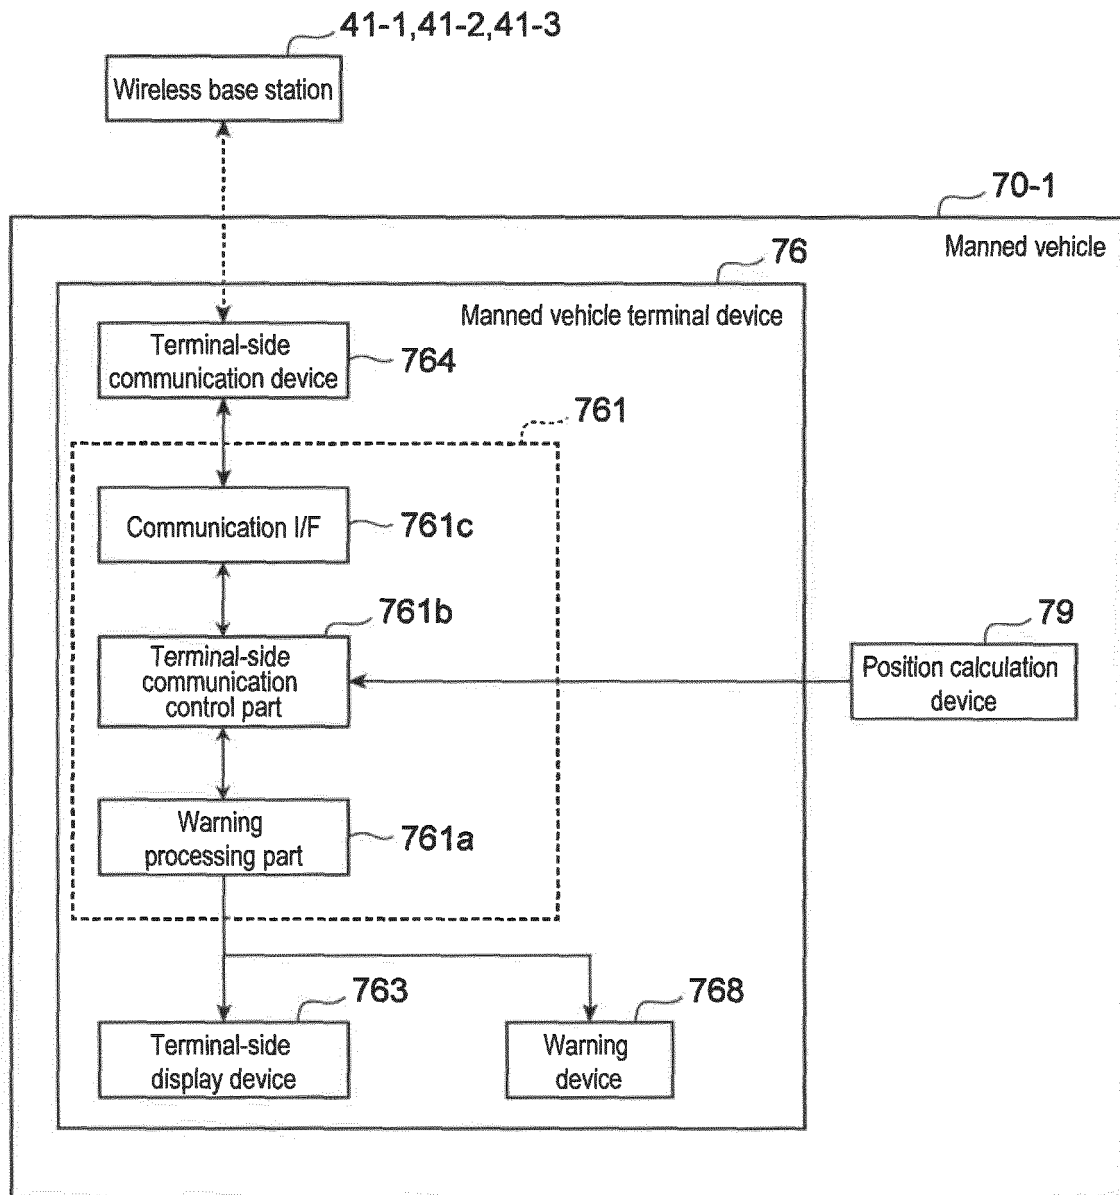 41-1,41-2,41-3
Wireless base station
70-1
Manned vehicle
76
Manned vehicle terminal device
Terminal-side
communication device
764
761
Communication I/F
761c
761b
Terminal-side
communication
control part
79
Position calculation
device
Warning
processing part
761a
763
Terminal-side
display device
768
Warning
device